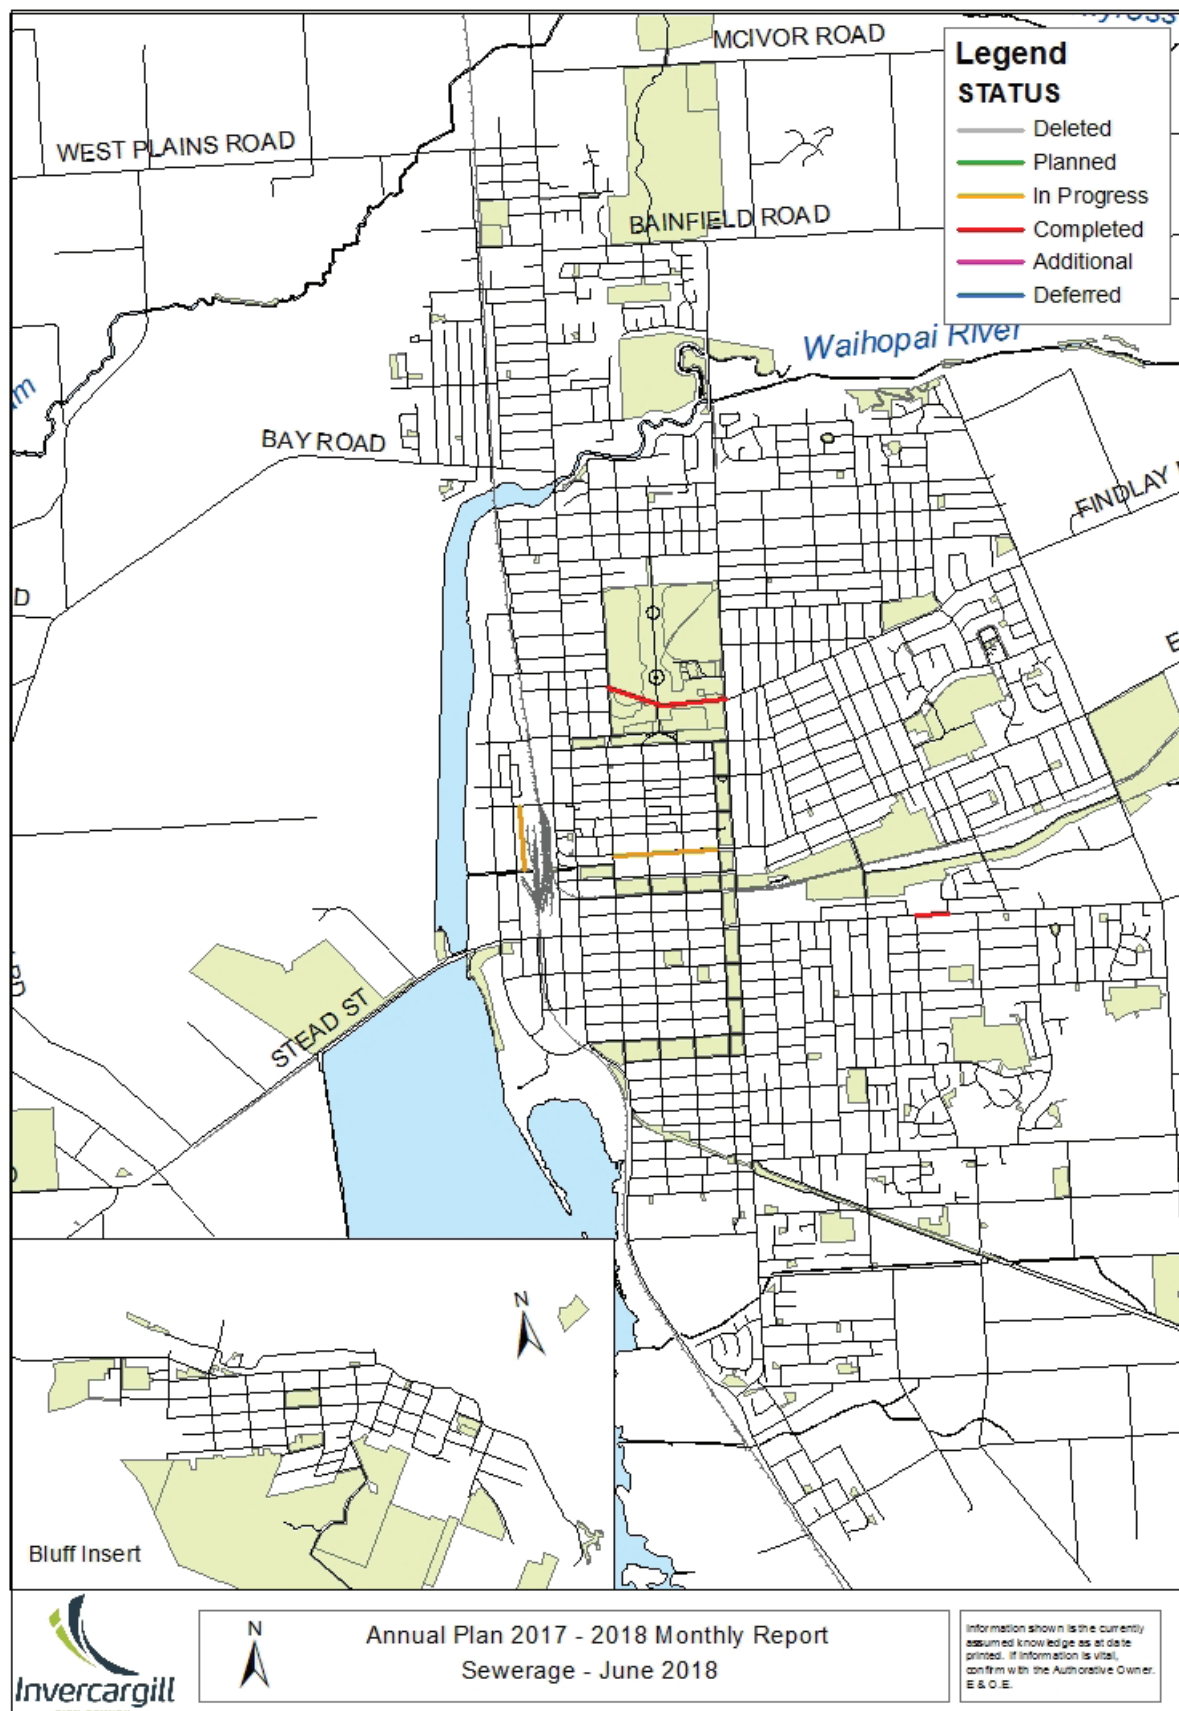 MCIVOR ROAD
Legend
STATUS
Deleted
Planned
In Progress
Completed
Additional
Deferred
WEST PLAINS ROAD
BAINFIELD ROAD
Waihopai River
BAY ROAD
FINDLAY
D
E
STEAD ST
RD
N
Bluff Insert
Invercargill
N
Annual Plan 2017 - 2018 Monthly Report
Sewerage - June 2018
Information shown is the currently
assumed knowledge as at date
printed. If information is vital,
confirm with the Authorative Owner.
E & O.E.